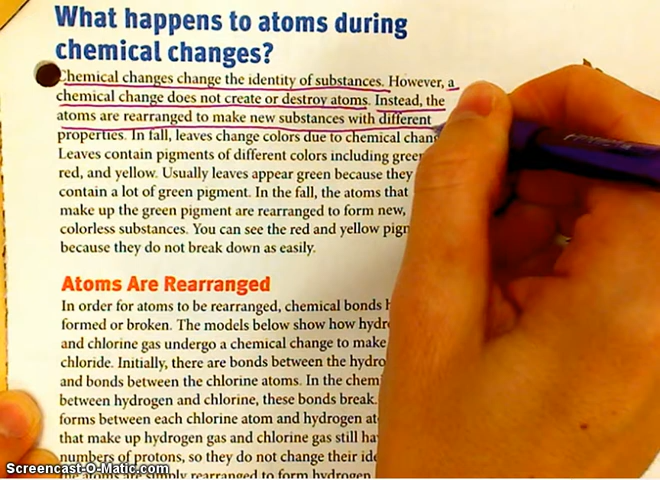 What happens to atoms during
chemical changes?
Chemical changes change the identity of substances. However, a
chemical change does not create or destroy atoms. Instead, the
atoms are rearranged to make new substances with different
properties. In fall, leaves change colors due to chemical
Leaves contain pigments of different colors including
red, and yellow. Usually leaves appear green because they
contain a lot of green pigment. In the fall, the atoms that
make up the green pigment are rearranged to form new,
colorless substances. You can see the red and yellow
because they do not break down as easily.
Atoms Are Rearranged
In order for atoms to be rearranged, chemical bonds
formed or broken. The models below show how
and chlorine gas undergo a chemical change to make
chloride. Initially, there are bonds between the
and bonds between the chlorine atoms. In the
between hydrogen and chlorine, these bonds break.
forms between each chlorine atom and hydrogen
that make up hydrogen gas and chlorine gas still
numbers of protons, so they do not change their
the atoms are simply rearranged to form hydrogen
Screencast-O-Matic.com